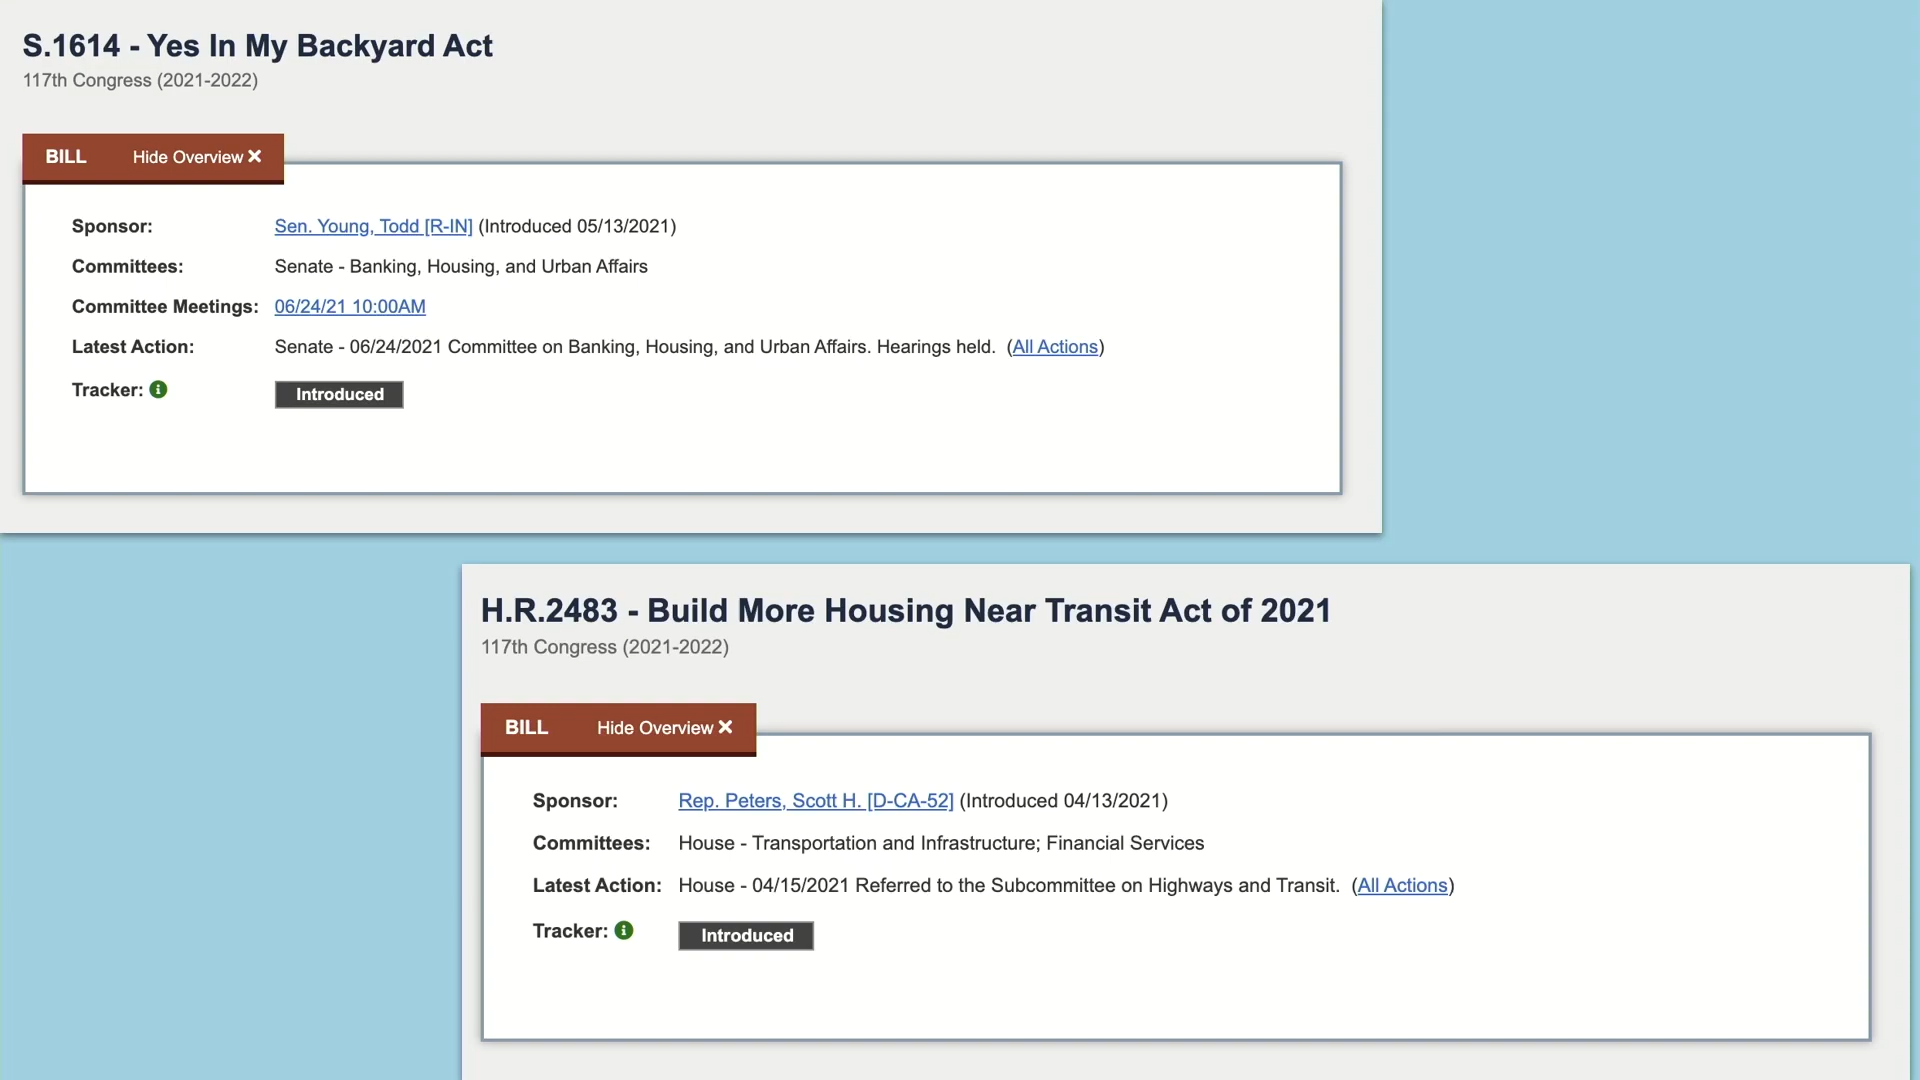 S.1614 - Yes In My Backyard Act
117th Congress (2021-2022)
BILL Hide Overview ✕
Sponsor: Sen. Young, Todd [R-IN] (Introduced 05/13/2021)
Committees: Senate - Banking, Housing, and Urban Affairs
Committee Meetings: 06/24/21 10:00AM
Latest Action: Senate - 06/24/2021 Committee on Banking, Housing, and Urban Affairs. Hearings held. (All Actions)
Tracker: i Introduced
H.R.2483 - Build More Housing Near Transit Act of 2021
117th Congress (2021-2022)
BILL Hide Overview ✕
Sponsor: Rep. Peters, Scott H. [D-CA-52] (Introduced 04/13/2021)
Committees: House - Transportation and Infrastructure; Financial Services
Latest Action: House - 04/15/2021 Referred to the Subcommittee on Highways and Transit. (All Actions)
Tracker: i Introduced